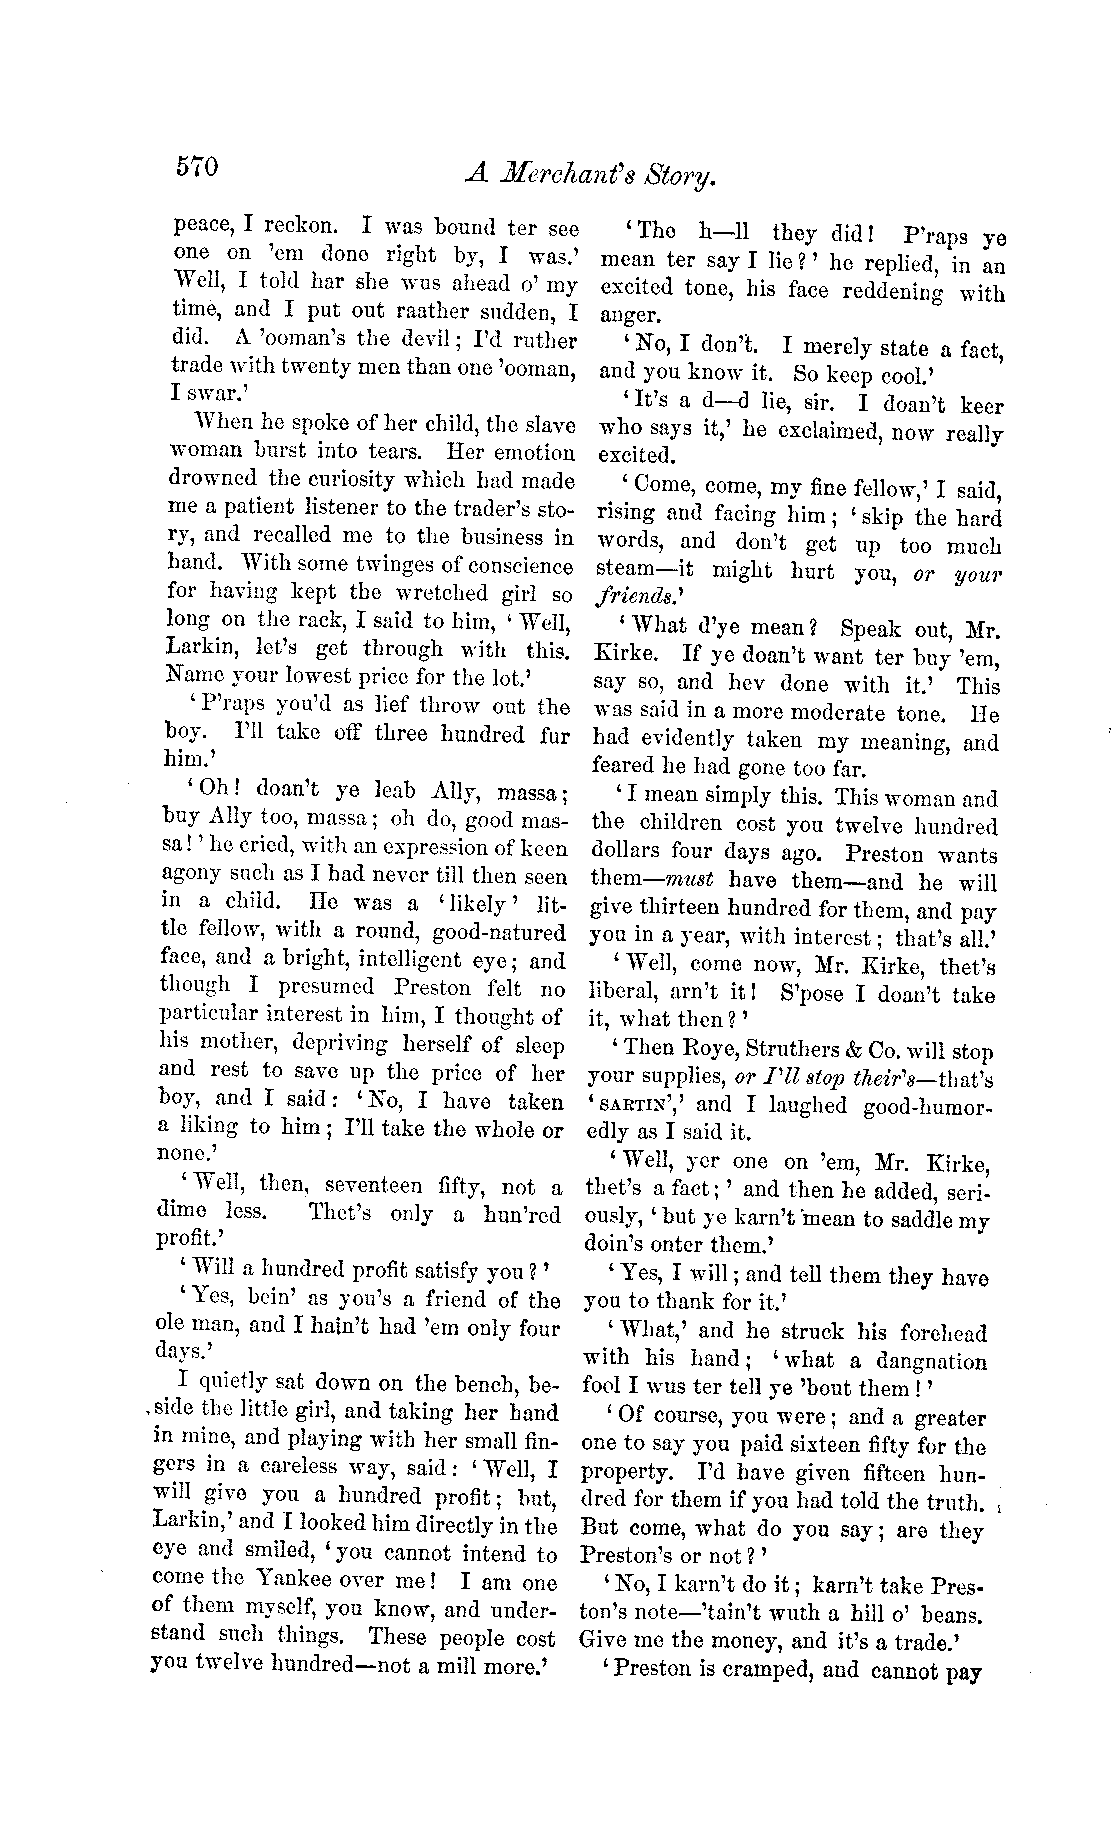 570
A Merchant's Story.
peace, I reckon. I was bound ter see
one on 'em done right by, I was.'
Well, I told har she wus ahead o' my
time, and I put out raather sudden, I
did. A 'ooman's the devil; I'd ruther
trade with twenty men than one 'ooman,
I swar.'
When he spoke of her child, the slave
woman burst into tears. Her emotion
drowned the curiosity which had made
me a patient listener to the trader's sto-
ry, and recalled me to the business in
hand. With some twinges of conscience
for having kept the wretched girl so
long on the rack, I said to him, 'Well,
Larkin, let's get through with this.
Name your lowest price for the lot.'
'P'raps you'd as lief throw out the
boy. I'll take off three hundred fur
him.'
'Oh! doan't ye leab Ally, massa;
buy Ally too, massa; oh do, good mas-
sa!' he cried, with an expression of keen
agony such as I had never till then seen
in a child. He was a 'likely' lit-
tle fellow, with a round, good-natured
face, and a bright, intelligent eye; and
though I presumed Preston felt no
particular interest in him, I thought of
his mother, depriving herself of sleep
and rest to save up the price of her
boy, and I said: 'No, I have taken
a liking to him; I'll take the whole or
none.'
'Well, then, seventeen fifty, not a
dime less. Thet's only a hun'red
profit.'
'Will a hundred profit satisfy you?'
'Yes, bein' as you's a friend of the
ole man, and I hain't had 'em only four
days.'
I quietly sat down on the bench, be-
side the little girl, and taking her hand
in mine, and playing with her small fin-
gers in a careless way, said: 'Well, I
will give you a hundred profit; but,
Larkin,' and I looked him directly in the
eye and smiled, 'you cannot intend to
come the Yankee over me! I am one
of them myself, you know, and under-
stand such things. These people cost
you twelve hundred—not a mill more.'
'The h—ll they did! P'raps ye
mean ter say I lie?' he replied, in an
excited tone, his face reddening with
anger.
'No, I don't. I merely state a fact,
and you know it. So keep cool.'
'It's a d—d lie, sir. I doan't keer
who says it,' he exclaimed, now really
excited.
'Come, come, my fine fellow,' I said,
rising and facing him; 'skip the hard
words, and don't get up too much
steam—it might hurt you, or your
friends.'
'What d'ye mean? Speak out, Mr.
Kirke. If ye doan't want ter buy 'em,
say so, and hev done with it.' This
was said in a more moderate tone. He
had evidently taken my meaning, and
feared he had gone too far.
'I mean simply this. This woman and
the children cost you twelve hundred
dollars four days ago. Preston wants
them—must have them—and he will
give thirteen hundred for them, and pay
you in a year, with interest; that's all.'
'Well, come now, Mr. Kirke, thet's
liberal, arn't it! S'pose I doan't take
it, what then?'
'Then Roye, Struthers & Co. will stop
your supplies, or I'll stop their's—that's
'SARTIN',' and I laughed good-humor-
edly as I said it.
'Well, yer one on 'em, Mr. Kirke,
thet's a fact;' and then he added, seri-
ously, 'but ye karn't mean to saddle my
doin's onter them.'
'Yes, I will; and tell them they have
you to thank for it.'
'What,' and he struck his forehead
with his hand; 'what a dangnation
fool I wus ter tell ye 'bout them!'
'Of course, you were; and a greater
one to say you paid sixteen fifty for the
property. I'd have given fifteen hun-
dred for them if you had told the truth.
But come, what do you say; are they
Preston's or not?'
'No, I karn't do it; karn't take Pres-
ton's note—'tain't wuth a hill o' beans.
Give me the money, and it's a trade.'
'Preston is cramped, and cannot pay